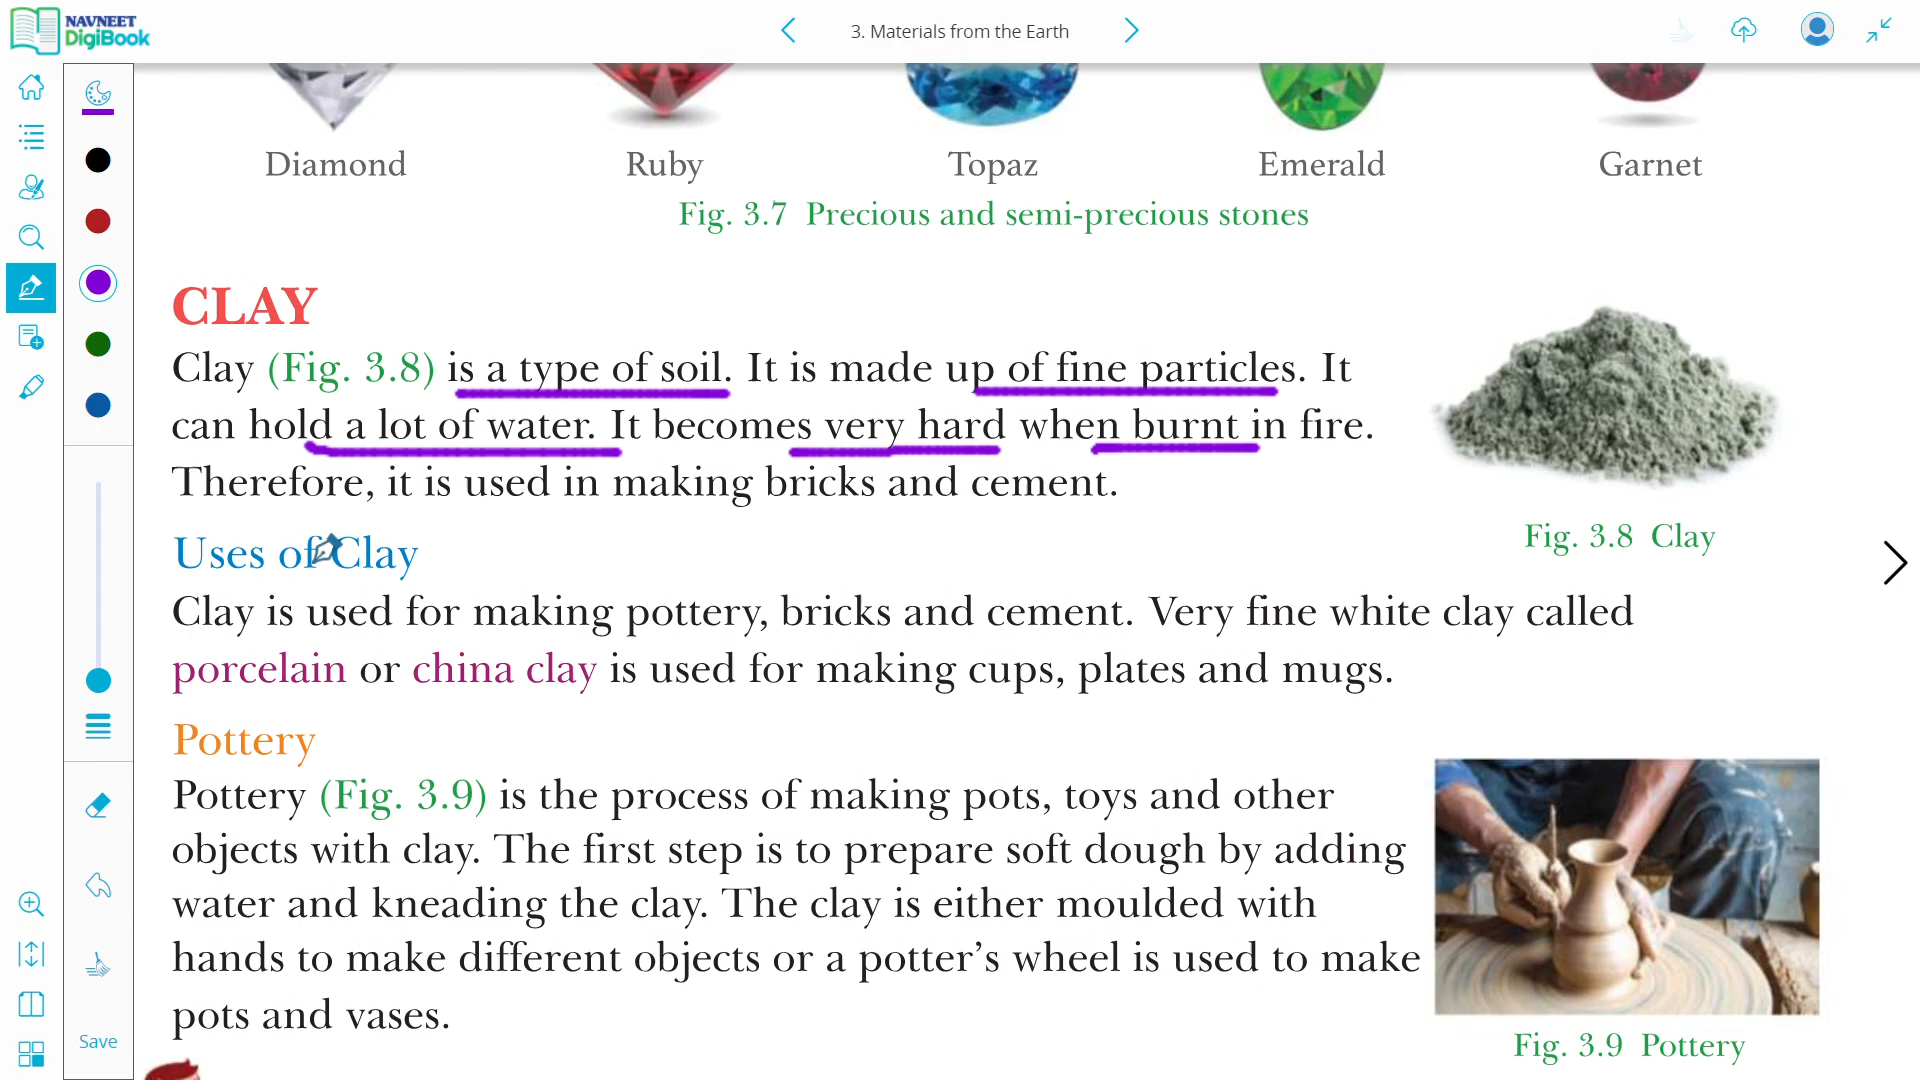 NAVNEET
DigiBook
3. Materials from the Earth
Diamond
Ruby
Topaz
Emerald
Garnet
Fig. 3.7 Precious and semi-precious stones
CLAY
Clay (Fig. 3.8) is a type of soil. It is made up of fine particles. It
can hold a lot of water. It becomes very hard when burnt in fire.
Therefore, it is used in making bricks and cement.
Fig. 3.8 Clay
Uses of Clay
Clay is used for making pottery, bricks and cement. Very fine white clay called
porcelain or china clay is used for making cups, plates and mugs.
Pottery
Pottery (Fig. 3.9) is the process of making pots, toys and other
objects with clay. The first step is to prepare soft dough by adding
water and kneading the clay. The clay is either moulded with
hands to make different objects or a potter’s wheel is used to make
pots and vases.
Fig. 3.9 Pottery
Save